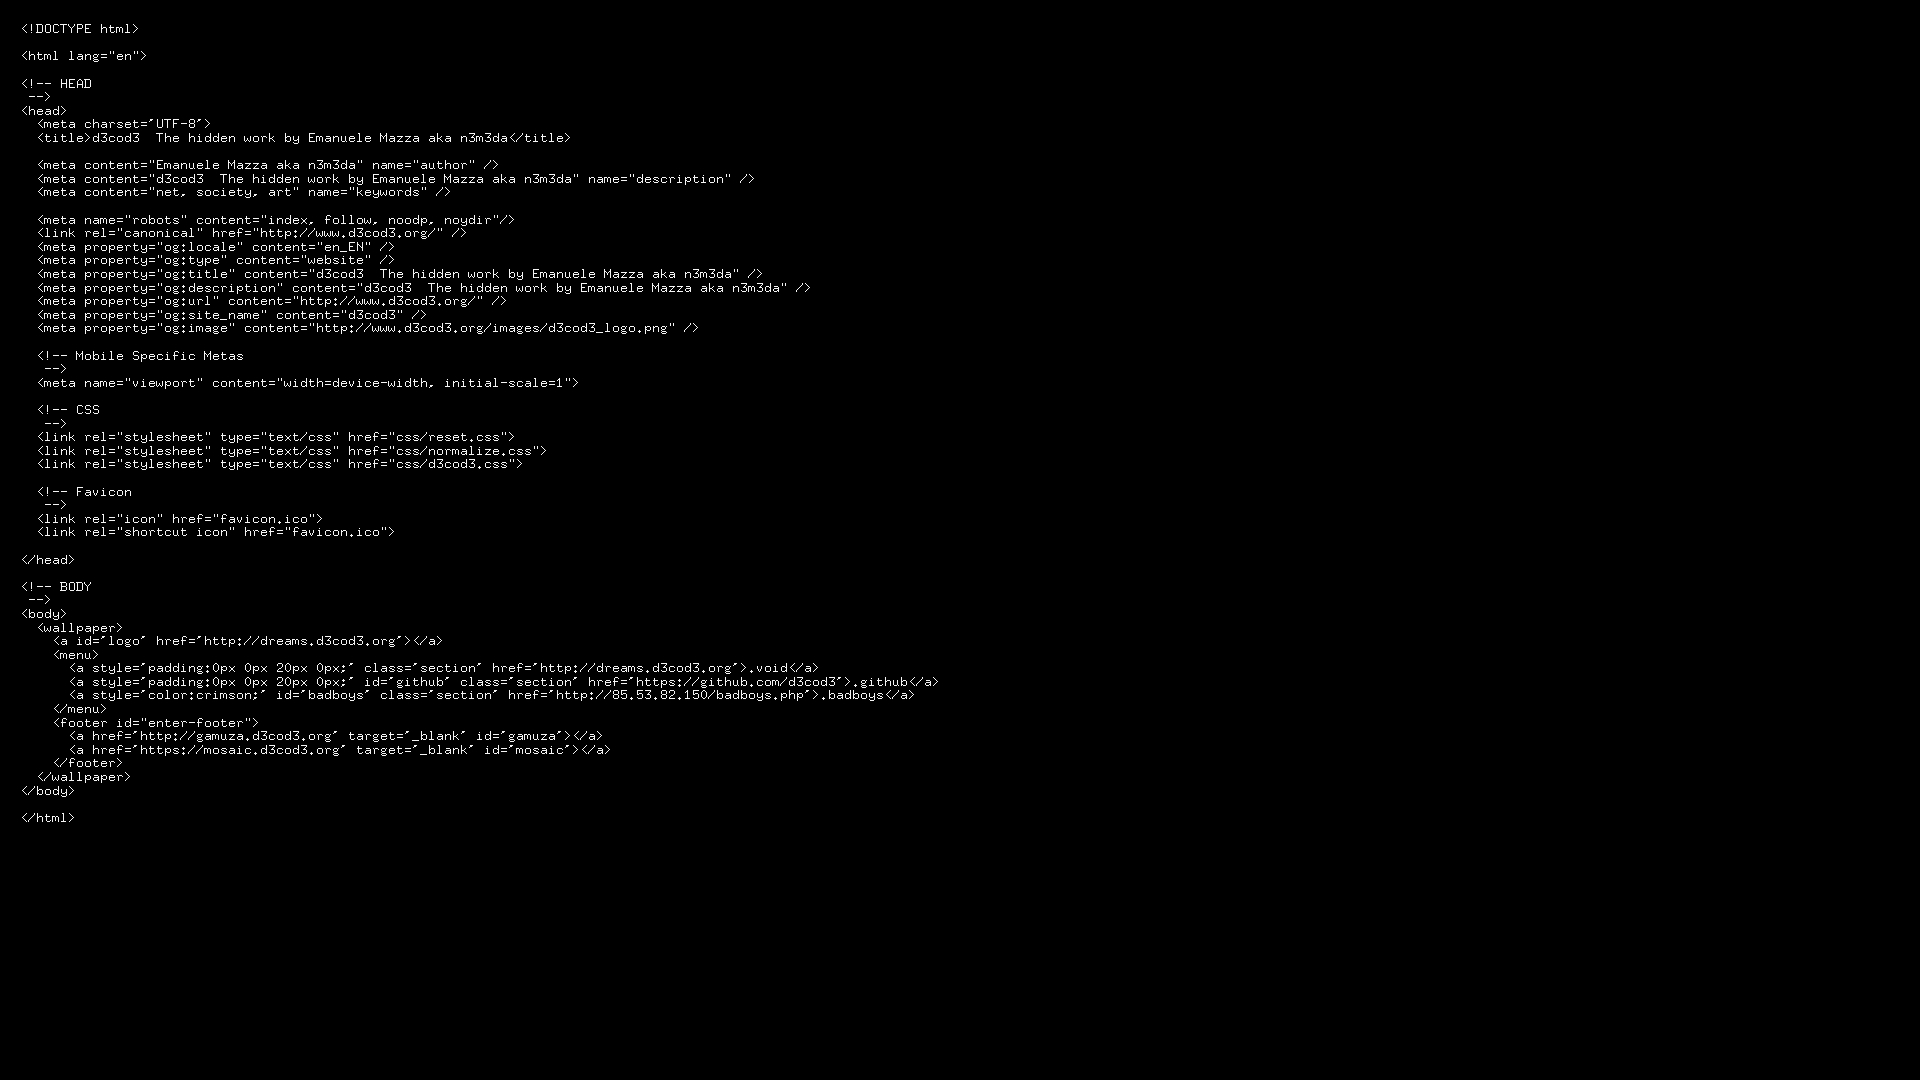 <!DOCTYPE html>
<html lang="en">
<!-- HEAD
-->
<head>
<meta charset="UTF-8">
<title>d3cod3  The hidden work by Emanuele Mazza aka n3m3da</title>
<meta content="Emanuele Mazza aka n3m3da" name="author" />
<meta content="d3cod3  The hidden work by Emanuele Mazza aka n3m3da" name="description" />
<meta content="net, society, art" name="keywords" />
<meta name="robots" content="index, follow, noodp, noydir"/>
<link rel="canonical" href="http://www.d3cod3.org/" />
<meta property="og:locale" content="en_EN" />
<meta property="og:type" content="website" />
<meta property="og:title" content="d3cod3  The hidden work by Emanuele Mazza aka n3m3da" />
<meta property="og:description" content="d3cod3  The hidden work by Emanuele Mazza aka n3m3da" />
<meta property="og:url" content="http://www.d3cod3.org/" />
<meta property="og:site_name" content="d3cod3" />
<meta property="og:image" content="http://www.d3cod3.org/images/d3cod3_logo.png" />
<!-- Mobile Specific Metas
-->
<meta name="viewport" content="width=device-width, initial-scale=1">
<!-- CSS
-->
<link rel="stylesheet" type="text/css" href="css/reset.css">
<link rel="stylesheet" type="text/css" href="css/normalize.css">
<link rel="stylesheet" type="text/css" href="css/d3cod3.css">
<!-- Favicon
-->
<link rel="icon" href="favicon.ico">
<link rel="shortcut icon" href="favicon.ico">
</head>
<!-- BODY
-->
<body>
<wallpaper>
<a id="logo" href="http://dreams.d3cod3.org"></a>
<menu>
<a style="padding:0px 0px 20px 0px;" class="section" href="http://dreams.d3cod3.org">.void</a>
<a style="padding:0px 0px 20px 0px;" id="github" class="section" href="https://github.com/d3cod3">.github</a>
<a style="color:crimson;" id="badboys" class="section" href="http://85.53.82.150/badboys.php">.badboys</a>
</menu>
<footer id="enter-footer">
<a href="http://gamuza.d3cod3.org" target="_blank" id="gamuza"></a>
<a href="https://mosaic.d3cod3.org" target="_blank" id="mosaic"></a>
</footer>
</wallpaper>
</body>
</html>